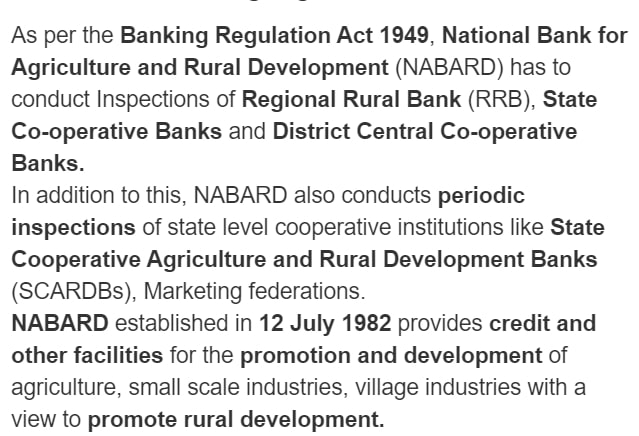 As per the Banking Regulation Act 1949, National Bank for
Agriculture and Rural Development (NABARD) has to
conduct Inspections of Regional Rural Bank (RRB), State
Co-operative Banks and District Central Co-operative
Banks.
In addition to this, NABARD also conducts periodic
inspections of state level cooperative institutions like State
Cooperative Agriculture and Rural Development Banks
(SCARDBs), Marketing federations.
NABARD established in 12 July 1982 provides credit and
other facilities for the promotion and development of
agriculture, small scale industries, village industries with a
view to promote rural development.